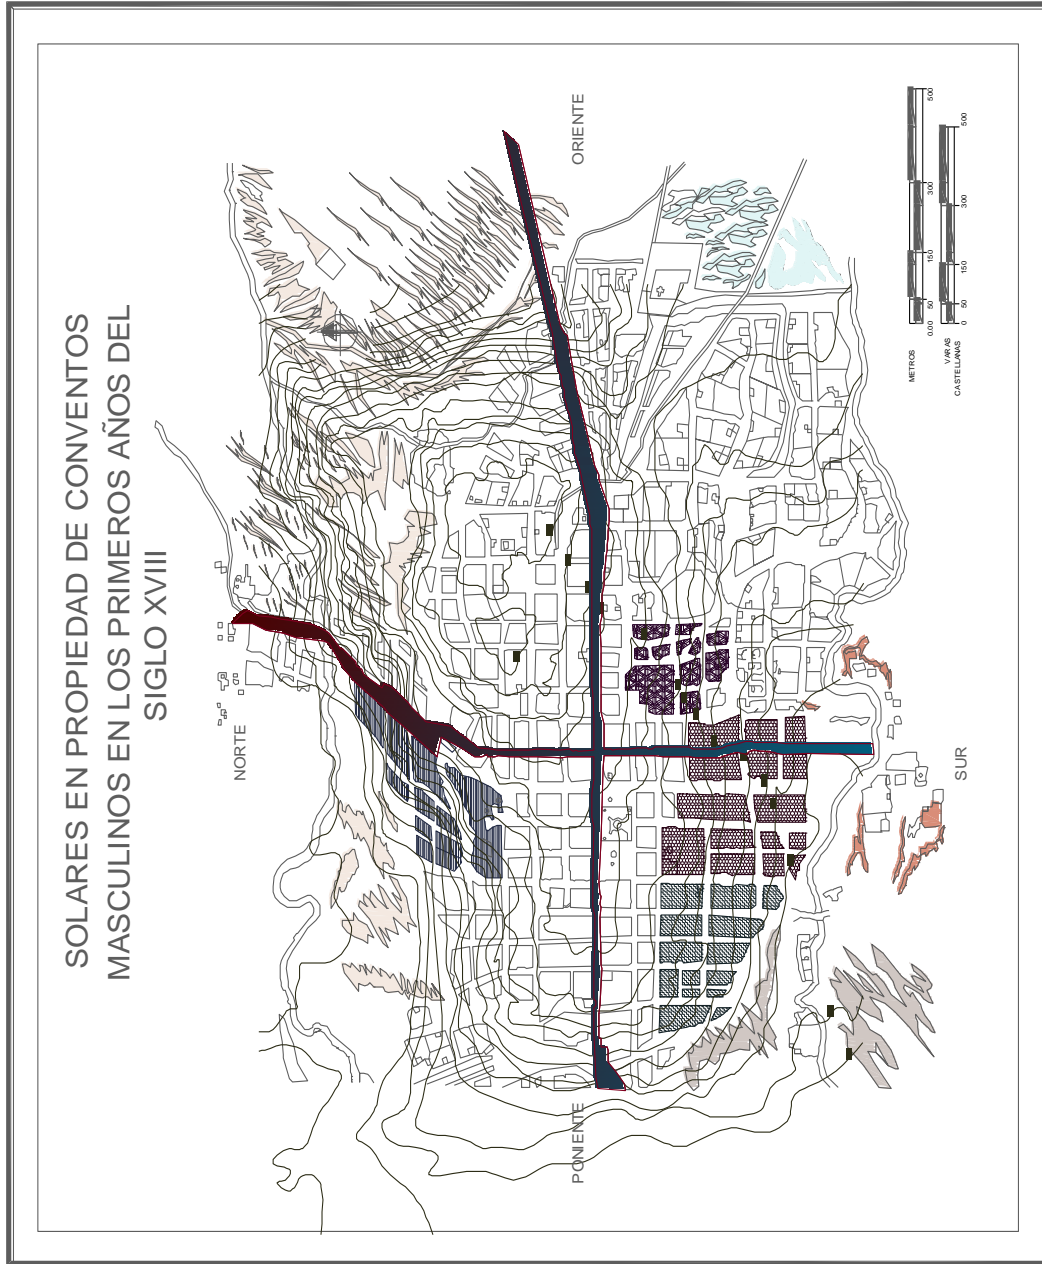 SOLARES EN PROPIEDAD DE CONVENTOS
MASCULINOS EN LOS PRIMEROS AÑOS DEL
SIGLO XVIII
NORTE
ORIENTE
PONIENTE
SUR
METROS
0.00 50 150 300 500
VARAS
CASTELLANAS
0 50 150 300 500
N